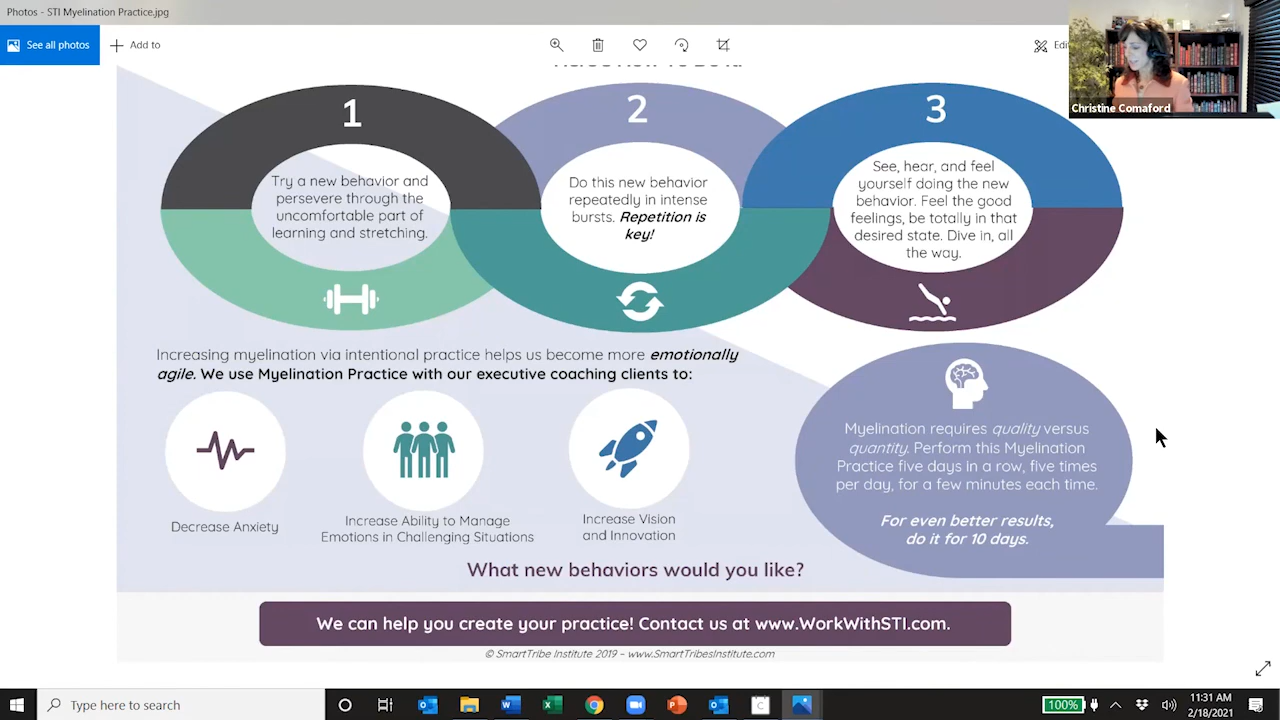 Photos - STI Myelination Practice.jpg
See all photos
Add to
Christine Comaford
1
2
3
Try a new behavior and
persevere through the
uncomfortable part of
learning and stretching.
Do this new behavior
repeatedly in intense
bursts. Repetition is
key!
See, hear, and feel
yourself doing the new
behavior. Feel the good
feelings, be totally in that
desired state. Dive in, all
the way.
Increasing myelination via intentional practice helps us become more emotionally
agile. We use Myelination Practice with our executive coaching clients to:
Decrease Anxiety
Increase Ability to Manage
Emotions in Challenging Situations
Increase Vision
and Innovation
Myelination requires quality versus
quantity. Perform this Myelination
Practice five days in a row, five times
per day, for a few minutes each time.
For even better results,
do it for 10 days.
What new behaviors would you like?
We can help you create your practice! Contact us at www.WorkWithSTI.com.
© SmartTribe Institute 2019 – www.SmartTribesInstitute.com
Type here to search
100%
11:31 AM
2/18/2021